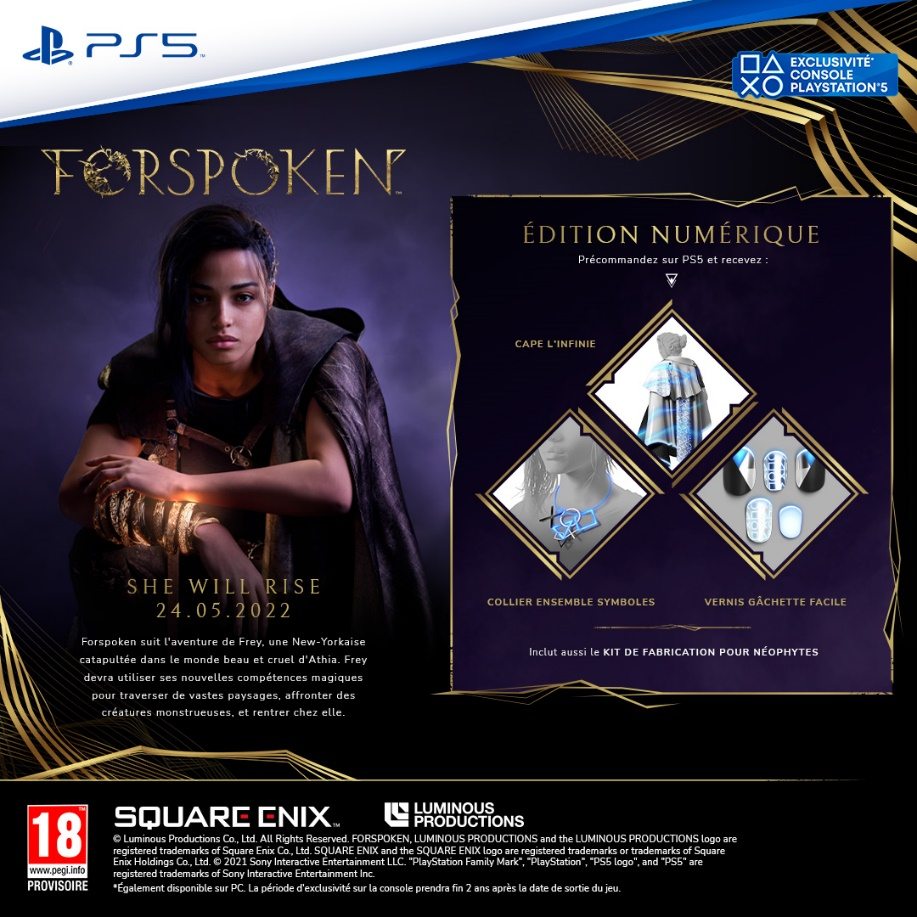 PS5
EXCLUSIVITÉ*
CONSOLE
PLAYSTATION®5
FORSPOKEN™
ÉDITION NUMÉRIQUE
Précommandez sur PS5 et recevez :
CAPE L'INFINIE
COLLIER ENSEMBLE SYMBOLES
VERNIS GÂCHETTE FACILE
Inclut aussi le KIT DE FABRICATION POUR NÉOPHYTES
SHE WILL RISE
24.05.2022
Forspoken suit l'aventure de Frey, une New-Yorkaise
catapultée dans le monde beau et cruel d'Athia. Frey
devra utiliser ses nouvelles compétences magiques
pour traverser de vastes paysages, affronter des
créatures monstrueuses, et rentrer chez elle.
18
www.pegi.info
PROVISOIRE
SQUARE ENIX™
LUMINOUS
PRODUCTIONS
© Luminous Productions Co., Ltd. All Rights Reserved. FORSPOKEN, LUMINOUS PRODUCTIONS and the LUMINOUS PRODUCTIONS logo are
registered trademarks of Square Enix Co., Ltd. SQUARE ENIX and the SQUARE ENIX logo are registered trademarks or trademarks of Square
Enix Holdings Co., Ltd. © 2021 Sony Interactive Entertainment LLC. "PlayStation Family Mark", "PlayStation", "PS5 logo", and "PS5" are
registered trademarks of Sony Interactive Entertainment Inc.
*Également disponible sur PC. La période d'exclusivité sur la console prendra fin 2 ans après la date de sortie du jeu.